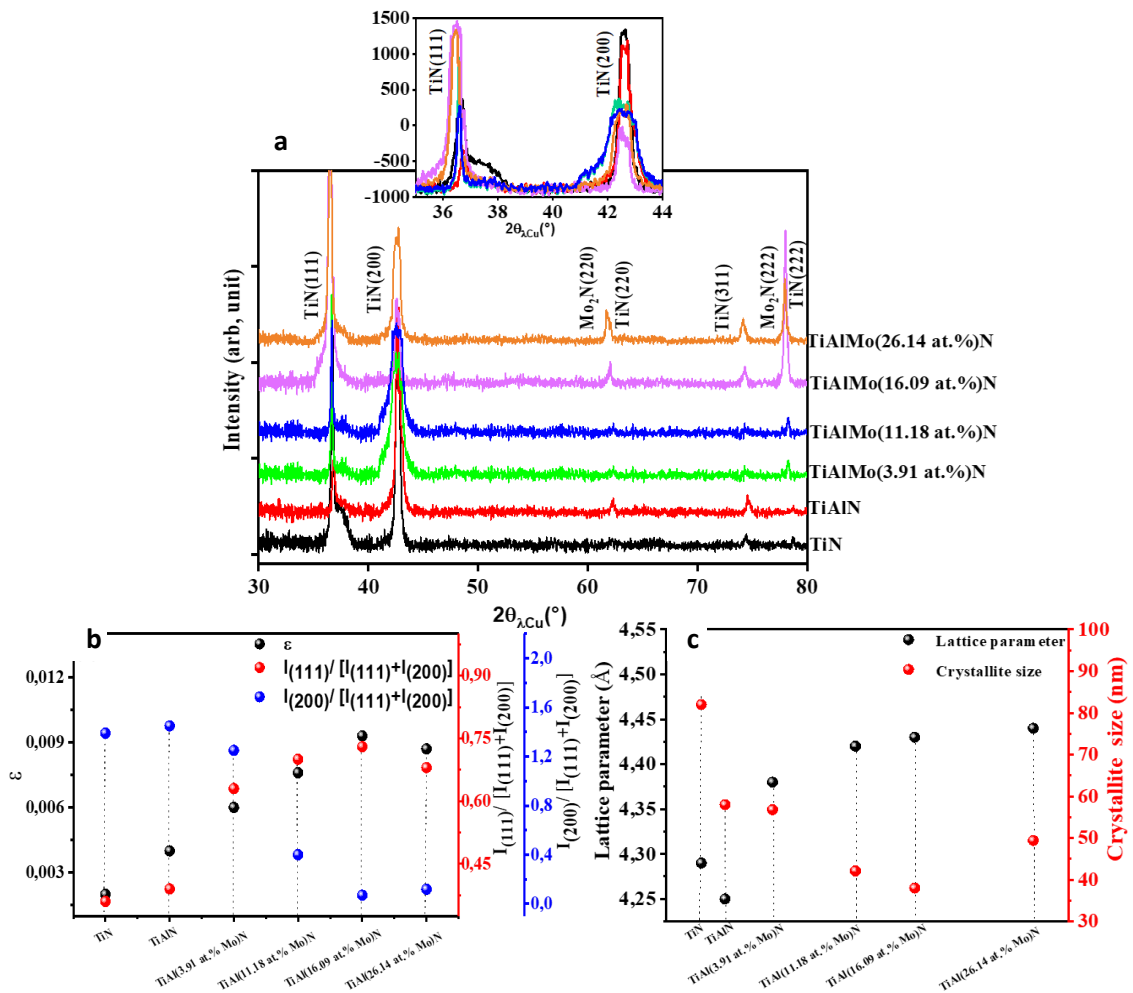 1500
1000
500
0
-500
-1000
36
38
40
42
44
2θλCu(°)
TiN(111)
TiN(200)
a
Intensity (arb, unit)
TiN(111)
TiN(200)
Mo2N(220)
TiN(220)
TiN(311)
Mo2N(222)
TiN(222)
TiAlMo(26.14 at.%)N
TiAlMo(16.09 at.%)N
TiAlMo(11.18 at.%)N
TiAlMo(3.91 at.%)N
TiAlN
TiN
30
40
50
60
70
80
2θλCu(°)
b
ε
I(111)/ [I(111)+I(200)]
I(200)/ [I(111)+I(200)]
0,012
0,009
0,006
0,003
ε
0,90
0,75
0,60
0,45
I(111)/ [I(111)+I(200)]
2,0
1,6
1,2
0,8
0,4
0,0
I(200)/ [I(111)+I(200)]
TiN
TiAlN
TiAl(3.91 at.% Mo)N
TiAl(11.18 at.% Mo)N
TiAl(16.09 at.% Mo)N
TiAl(26.14 at.% Mo)N
c
Lattice parameter
Crystallite size
4,55
4,50
4,45
4,40
4,35
4,30
4,25
Lattice parameter (Å)
100
90
80
70
60
50
40
30
Crystallite size (nm)
TiN
TiAlN
TiAl(3.91 at.% Mo)N
TiAl(11.18 at.% Mo)N
TiAl(16.09 at.% Mo)N
TiAl(26.14 at.% Mo)N